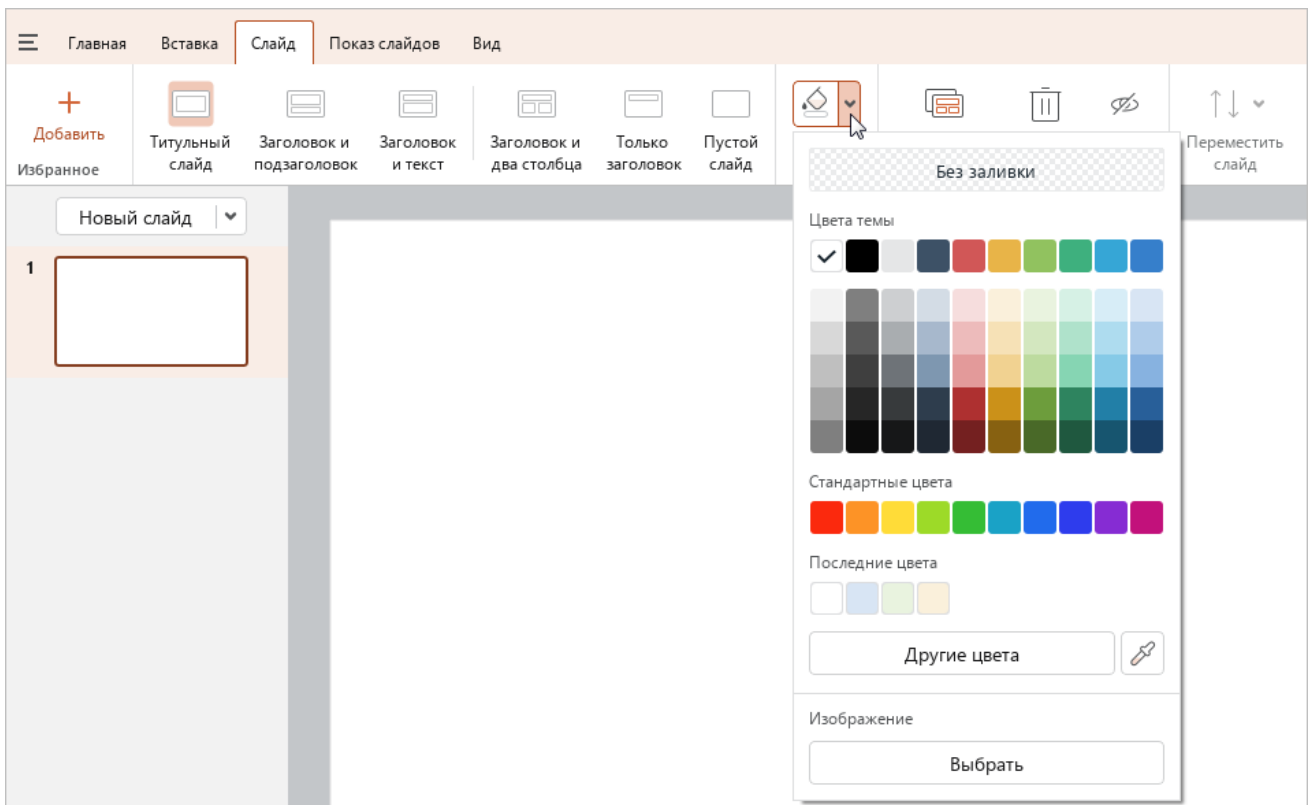 Главная
Вставка
Слайд
Показ слайдов
Вид
Добавить
Избранное
Титульный
слайд
Заголовок и
подзаголовок
Заголовок
и текст
Заголовок и
два столбца
Только
заголовок
Пустой
слайд
Переместить
слайд
Новый слайд
1
Без заливки
Цвета темы
Стандартные цвета
Последние цвета
Другие цвета
Изображение
Выбрать